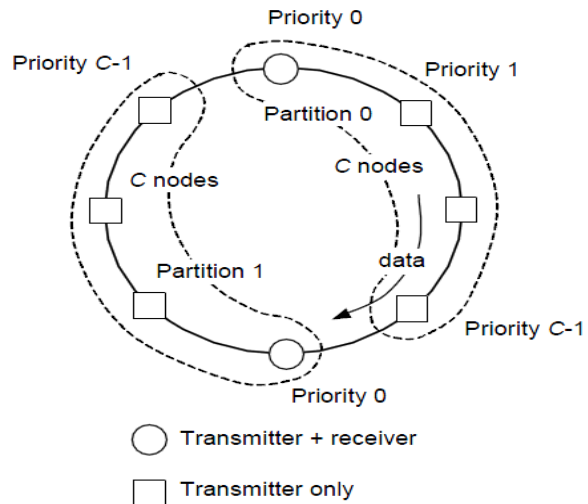 Priority 0
Priority C-1
Priority 1
Partition 0
C nodes
C nodes
data
Partition 1
Priority C-1
Priority 0
Transmitter + receiver
Transmitter only